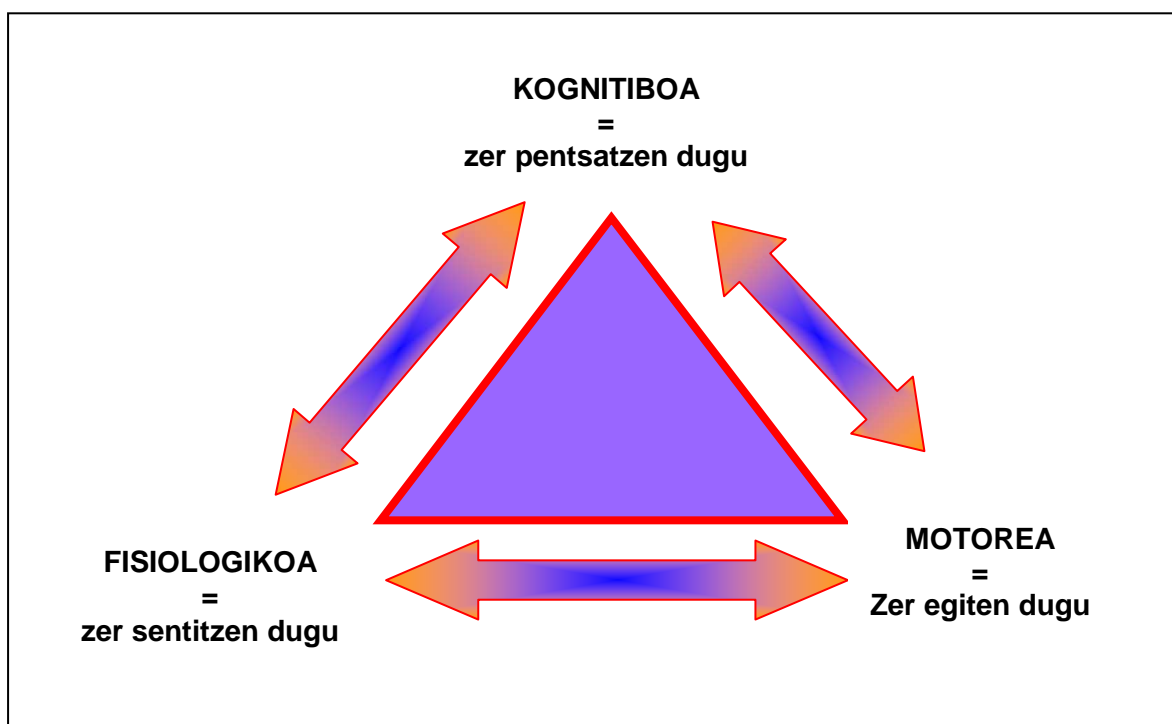 KOGNITIBOA
=
zer pentsatzen dugu
FISIOLOGIKOA
=
zer sentitzen dugu
MOTOREA
=
Zer egiten dugu